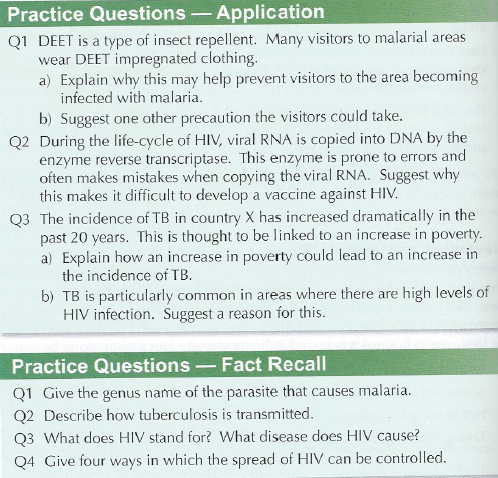 Practice Questions — Application
Q1 DEET is a type of insect repellent. Many visitors to malarial areas
wear DEET impregnated clothing.
a) Explain why this may help prevent visitors to the area becoming
infected with malaria.
b) Suggest one other precaution the visitors could take.
Q2 During the life-cycle of HIV, viral RNA is copied into DNA by the
enzyme reverse transcriptase. This enzyme is prone to errors and
often makes mistakes when copying the viral RNA. Suggest why
this makes it difficult to develop a vaccine against HIV.
Q3 The incidence of TB in country X has increased dramatically in the
past 20 years. This is thought to be linked to an increase in poverty.
a) Explain how an increase in poverty could lead to an increase in
the incidence of TB.
b) TB is particularly common in areas where there are high levels of
HIV infection. Suggest a reason for this.
Practice Questions — Fact Recall
Q1 Give the genus name of the parasite that causes malaria.
Q2 Describe how tuberculosis is transmitted.
Q3 What does HIV stand for? What disease does HIV cause?
Q4 Give four ways in which the spread of HIV can be controlled.